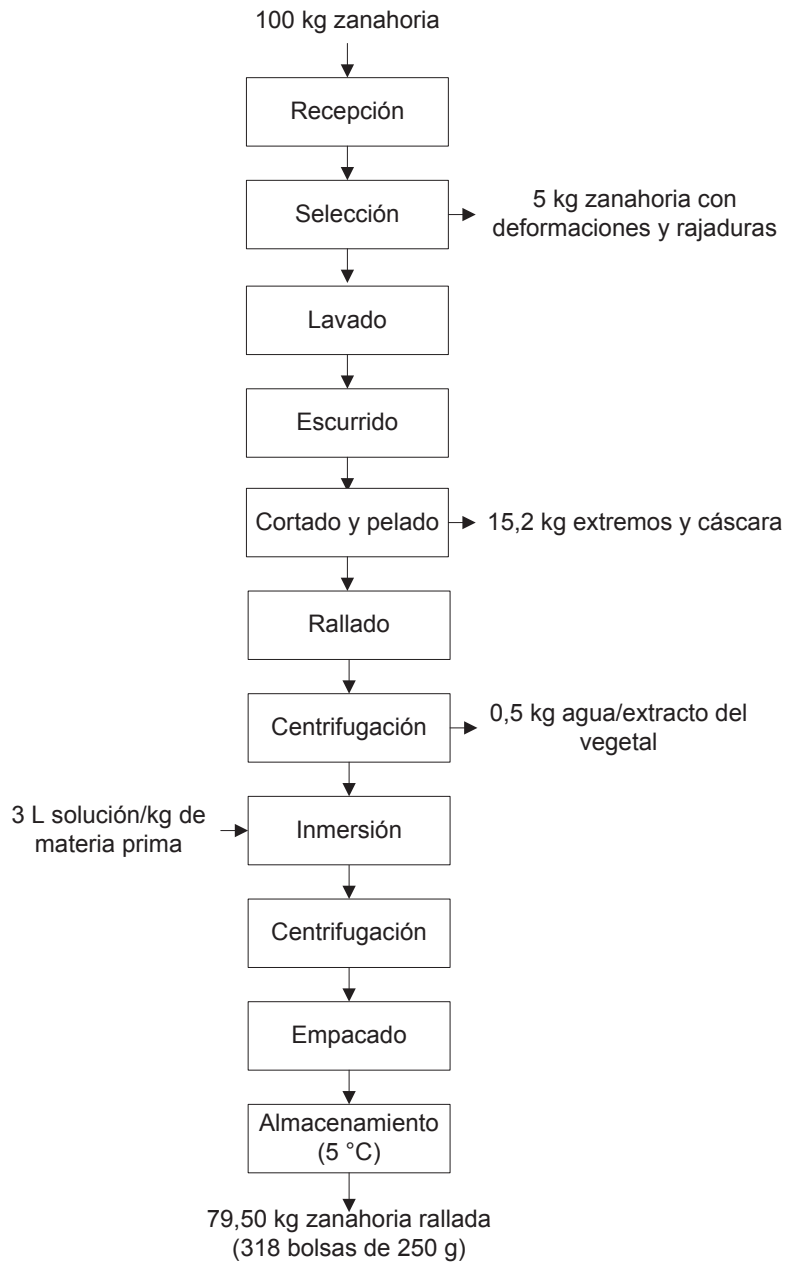 100 kg zanahoria
Recepción
Selección
5 kg zanahoria con
deformaciones y rajaduras
Lavado
Escurrido
Cortado y pelado
15,2 kg extremos y cáscara
Rallado
Centrifugación
0,5 kg agua/extracto del
vegetal
3 L solución/kg de
materia prima
Inmersión
Centrifugación
Empacado
Almacenamiento
(5 °C)
79,50 kg zanahoria rallada
(318 bolsas de 250 g)